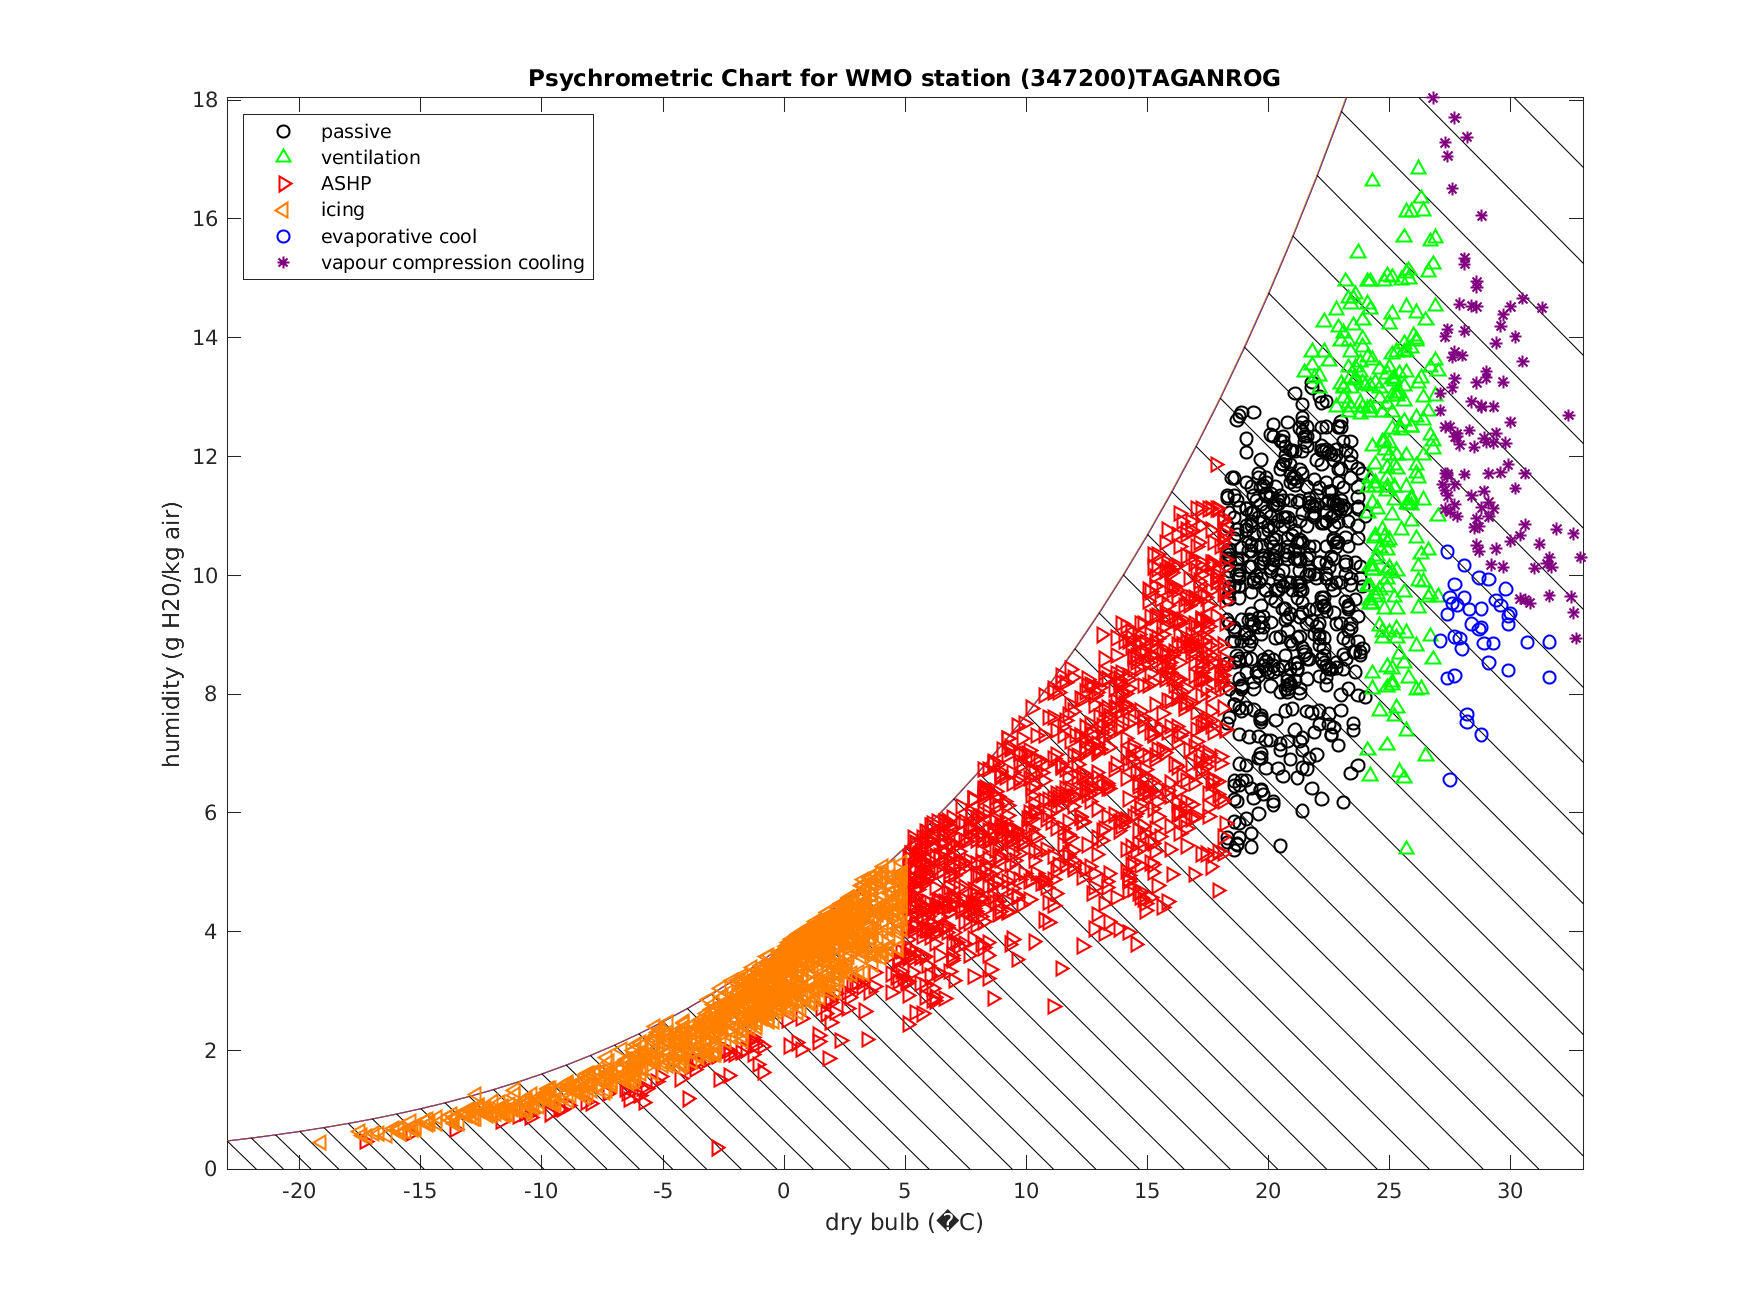 Psychrometric Chart for WMO station (347200)TAGANROG
18
16
14
12
10
8
6
4
2
0
humidity (g H20/kg air)
passive
ventilation
ASHP
icing
evaporative cool
vapour compression cooling
-20 -15 -10 -5 0 5 10 15 20 25 30
dry bulb (�C)